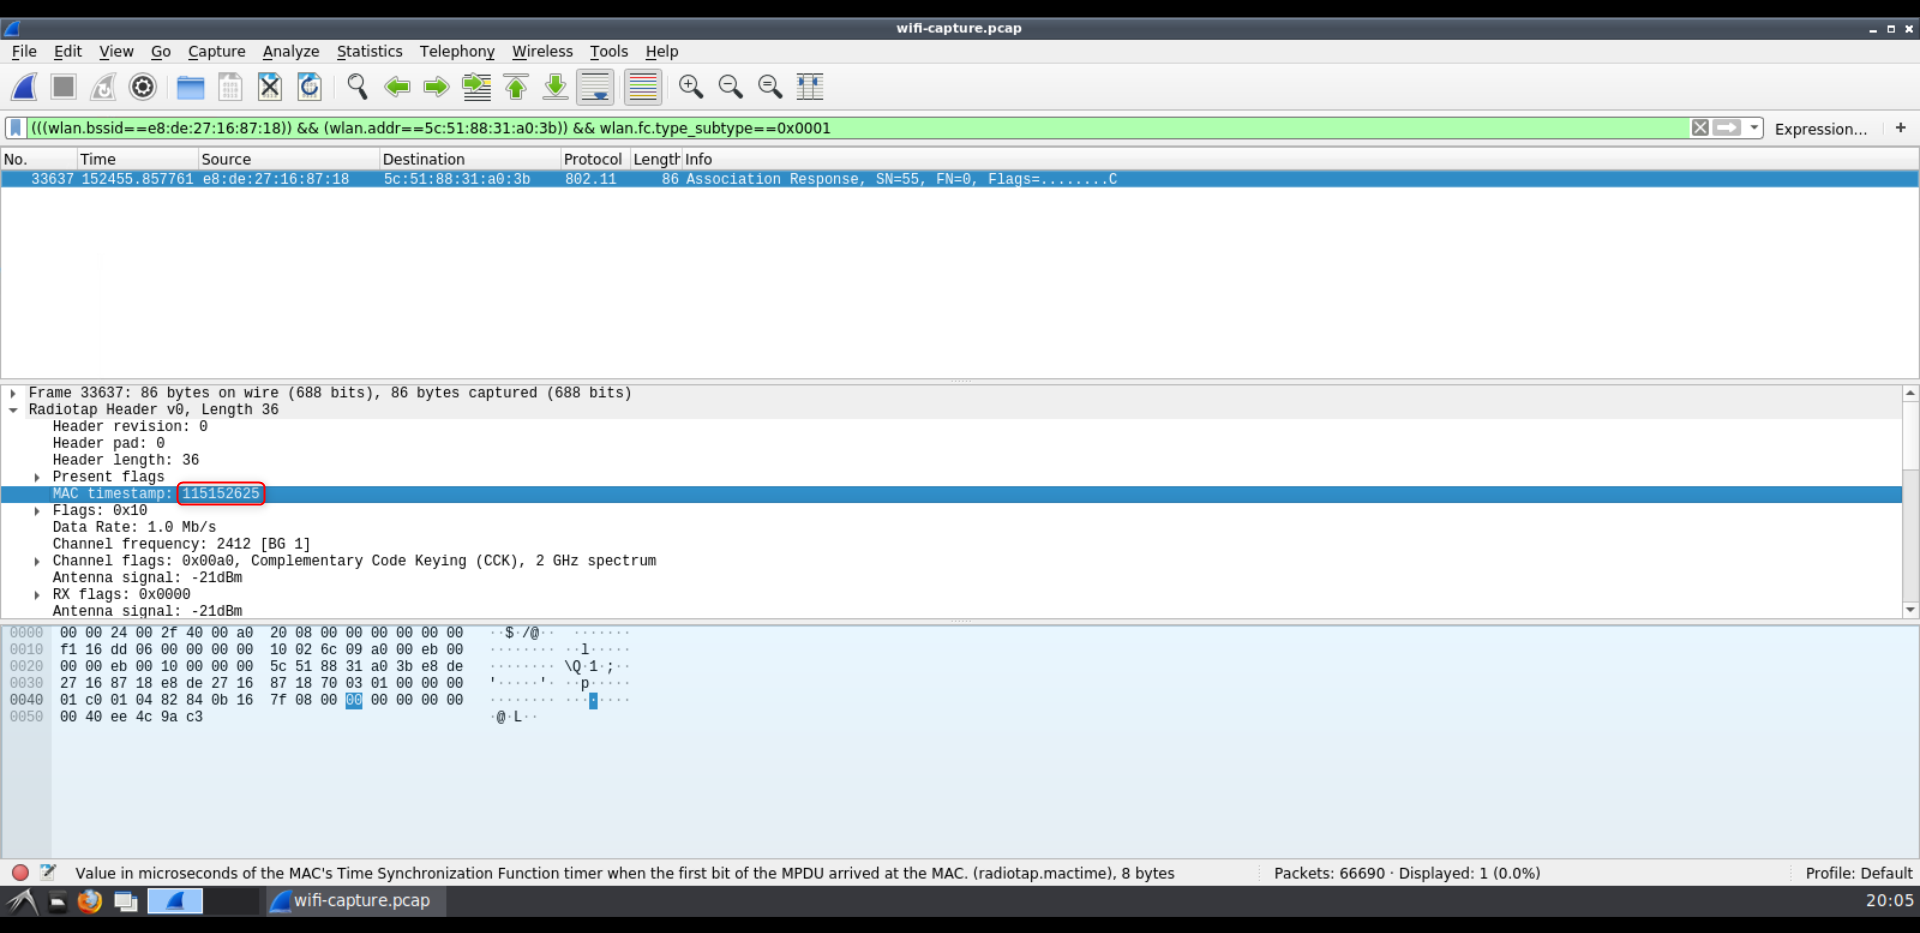 wifi-capture.pcap
File Edit View Go Capture Analyze Statistics Telephony Wireless Tools Help
(((wlan.bssid==e8:de:27:16:87:18)) && (wlan.addr==5c:51:88:31:a0:3b)) && wlan.fc.type_subtype==0x0001 Expression... +
No. Time Source Destination Protocol Length Info
33637 152455.857761 e8:de:27:16:87:18 5c:51:88:31:a0:3b 802.11 86 Association Response, SN=55, FN=0, Flags=........C
Frame 33637: 86 bytes on wire (688 bits), 86 bytes captured (688 bits)
Radiotap Header v0, Length 36
Header revision: 0
Header pad: 0
Header length: 36
Present flags
MAC timestamp: 115152625
Flags: 0x10
Data Rate: 1.0 Mb/s
Channel frequency: 2412 [BG 1]
Channel flags: 0x00a0, Complementary Code Keying (CCK), 2 GHz spectrum
Antenna signal: -21dBm
RX flags: 0x0000
Antenna signal: -21dBm
0000 00 00 24 00 2f 40 00 a0 20 08 00 00 00 00 00 00 ··$·/@·· ·······
0010 f1 16 dd 06 00 00 00 00 10 02 6c 09 a0 00 eb 00 ········ ··l·····
0020 00 00 eb 00 10 00 00 00 5c 51 88 31 a0 3b e8 de ········ \Q·1·;··
0030 27 16 87 18 e8 de 27 16 87 18 70 03 01 00 00 00 '·····'· ··p·····
0040 01 c0 01 04 82 84 0b 16 7f 08 00 00 00 00 00 00 ········ ········
0050 00 40 ee 4c 9a c3 ·@·L··
Value in microseconds of the MAC's Time Synchronization Function timer when the first bit of the MPDU arrived at the MAC. (radiotap.mactime), 8 bytes Packets: 66690 · Displayed: 1 (0.0%) Profile: Default
wifi-capture.pcap 20:05